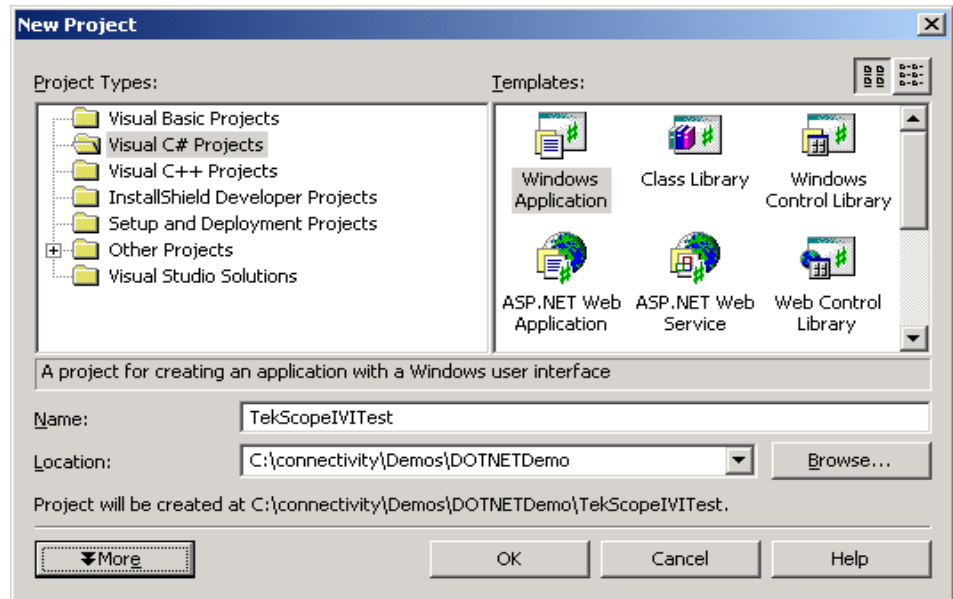 New Project
Project Types:
Templates:
Visual Basic Projects
Visual C# Projects
Visual C++ Projects
InstallShield Developer Projects
Setup and Deployment Projects
Other Projects
Visual Studio Solutions
Windows
Application
Class Library
Windows
Control Library
ASP.NET Web
Application
ASP.NET Web
Service
Web Control
Library
A project for creating an application with a Windows user interface
Name:
TekScopeIVITest
Location:
C:\connectivity\Demos\DOTNETDemo
Browse...
Project will be created at C:\connectivity\Demos\DOTNETDemo\TekScopeIVITest.
More
OK
Cancel
Help